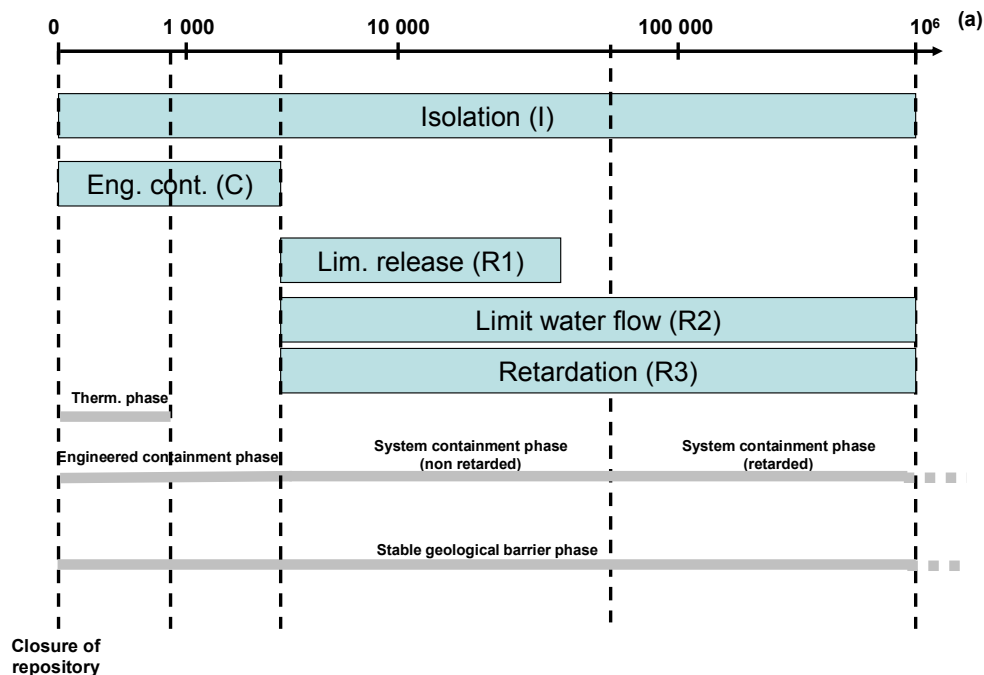 0 1 000 10 000 100 000 10⁶ (a)
Isolation (I)
Eng. cont. (C)
Lim. release (R1)
Limit water flow (R2)
Retardation (R3)
Therm. phase
Engineered containment phase
System containment phase
(non retarded)
System containment phase
(retarded)
Stable geological barrier phase
Closure of
repository